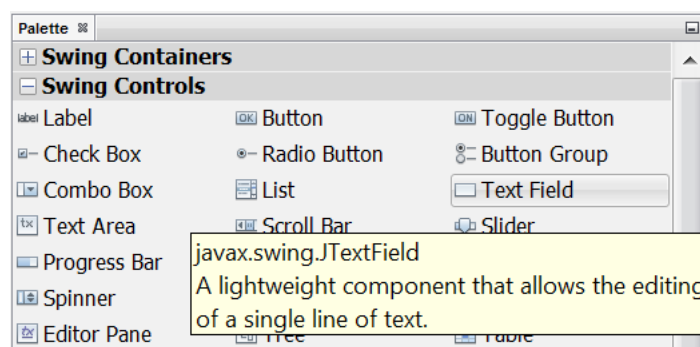 Palette
Swing Containers
Swing Controls
label Label
OK Button
ON Toggle Button
Check Box
Radio Button
Button Group
Combo Box
List
Text Field
tx Text Area
Scroll Bar
Slider
Progress Bar
javax.swing.JTextField
A lightweight component that allows the editing
of a single line of text.
Spinner
Editor Pane
Tree
Table